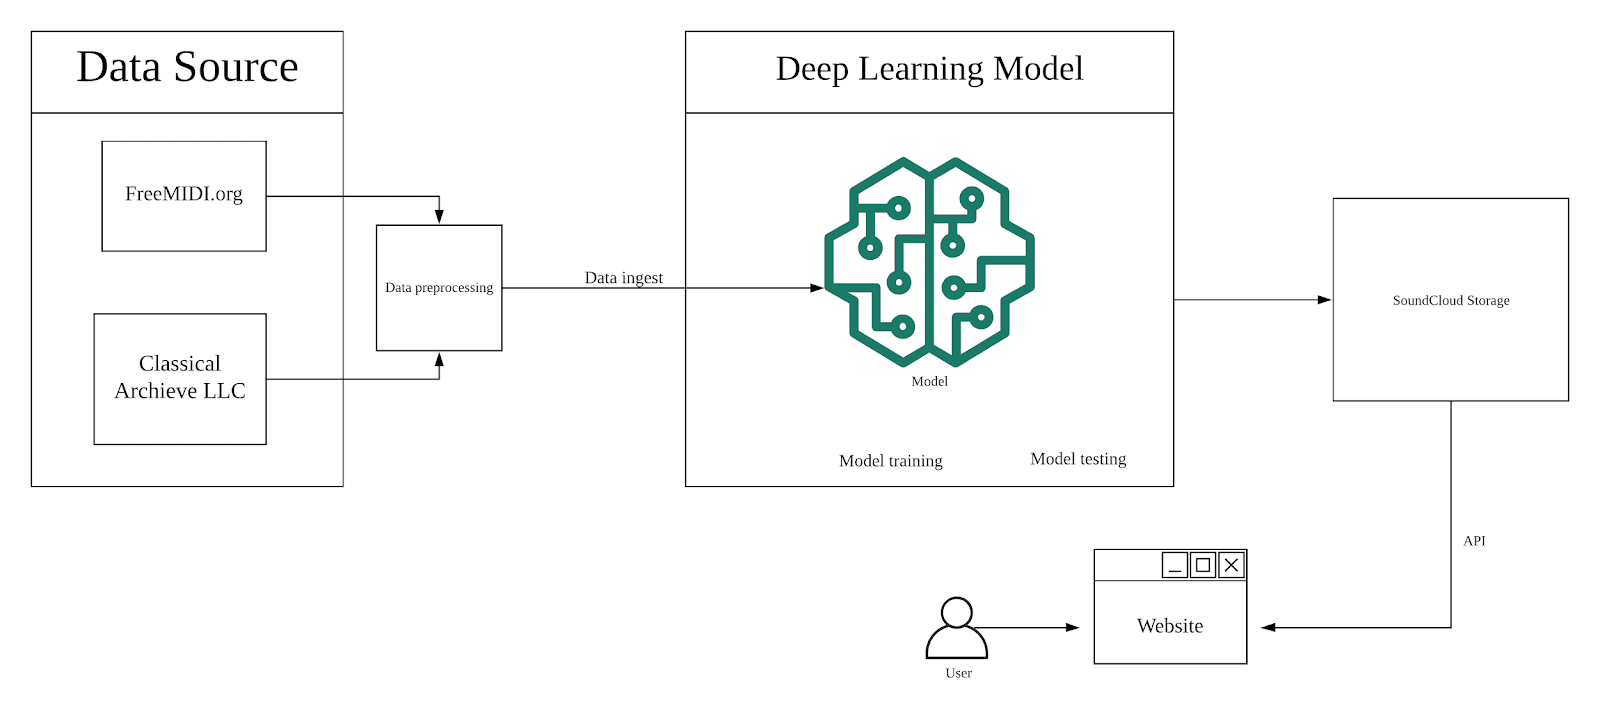 Data Source
FreeMIDI.org
Classical
Archieve LLC
Data preprocessing
Data ingest
Deep Learning Model
Model
Model training
Model testing
SoundCloud Storage
API
Website
User